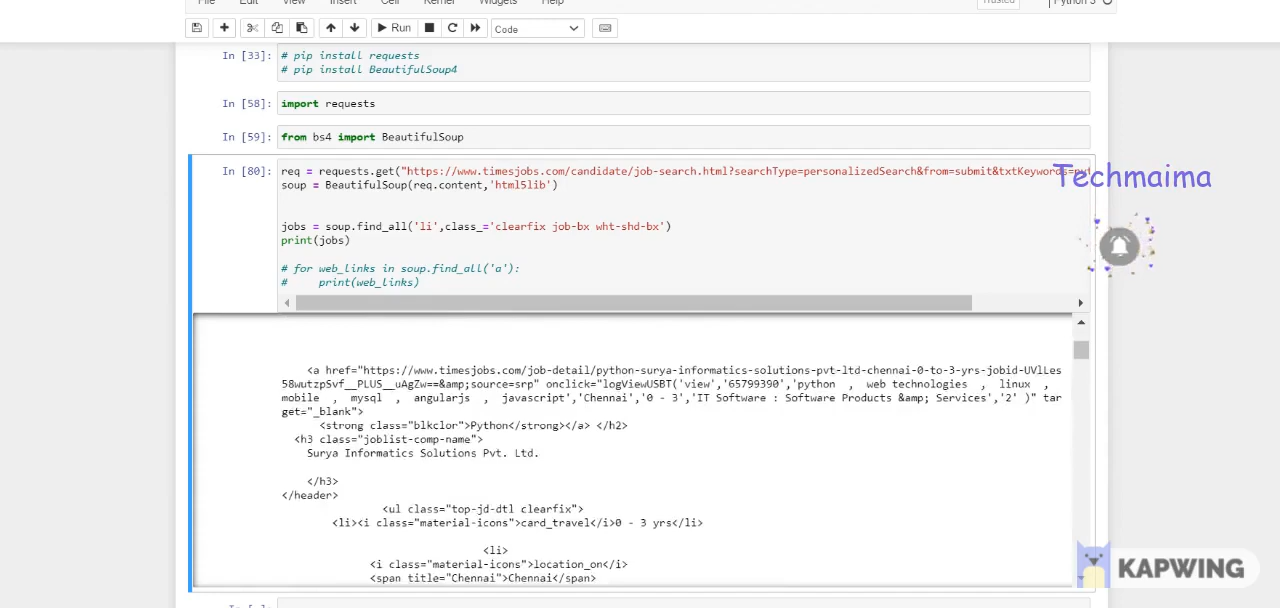 File Edit View Insert Cell Kernel Widgets Help Trusted Python 3
Run Code
In [33]: # pip install requests
# pip install BeautifulSoup4
In [58]: import requests
In [59]: from bs4 import BeautifulSoup
In [80]: req = requests.get("https://www.timesjobs.com/candidate/job-search.html?searchType=personalizedSearch&from=submit&txtKeywords=pyt
soup = BeautifulSoup(req.content,'html5lib')
Techmaima
jobs = soup.find_all('li',class_='clearfix job-bx wht-shd-bx')
print(jobs)
# for web_links in soup.find_all('a'):
#     print(web_links)
<a href="https://www.timesjobs.com/job-detail/python-surya-informatics-solutions-pvt-ltd-chennai-0-to-3-yrs-jobid-UVlLes
58wutzpSvf__PLUS__uAgZw==&amp;source=srp" onclick="logViewUSBT('view','65799390','python  ,  web technologies  ,  linux  ,
mobile  ,  mysql  ,  angularjs  ,  javascript','Chennai','0 - 3','IT Software : Software Products &amp; Services','2' )" tar
get="_blank">
<strong class="blkclor">Python</strong></a> </h2>
<h3 class="joblist-comp-name">
Surya Informatics Solutions Pvt. Ltd.
</h3>
</header>
<ul class="top-jd-dtl clearfix">
<li><i class="material-icons">card_travel</i>0 - 3 yrs</li>
<li>
<i class="material-icons">location_on</i>
<span title="Chennai">Chennai</span>
KAPWING